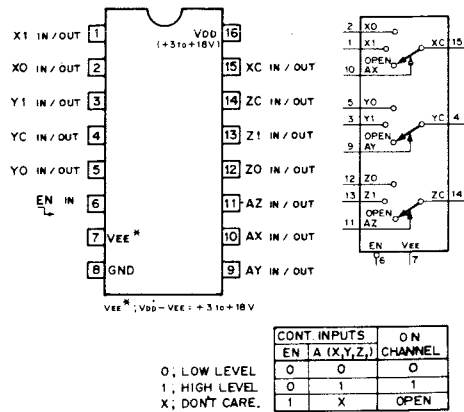 X1 IN/OUT 1
X0 IN/OUT 2
Y1 IN/OUT 3
YC IN/OUT 4
Y0 IN/OUT 5
EN IN 6
7 VEE*
8 GND
VDD 16
(+3 to +18V)
15 XC IN/OUT
14 ZC IN/OUT
13 Z1 IN/OUT
12 Z0 IN/OUT
11 AZ IN/OUT
10 AX IN/OUT
9 AY IN/OUT
VEE*; VDD-VEE: +3 to +18V
2 X0
1 X1 XC 15
OPEN
10 AX
5 Y0
3 Y1 YC 4
OPEN
9 AY
12 Z0
13 Z1 ZC 14
OPEN
11 AZ
EN VEE
6 7
CONT. INPUTS ON
EN A (X,Y,Z,) CHANNEL
0; LOW LEVEL 0 0 0
1; HIGH LEVEL 0 1 1
X; DON'T CARE. 1 X OPEN